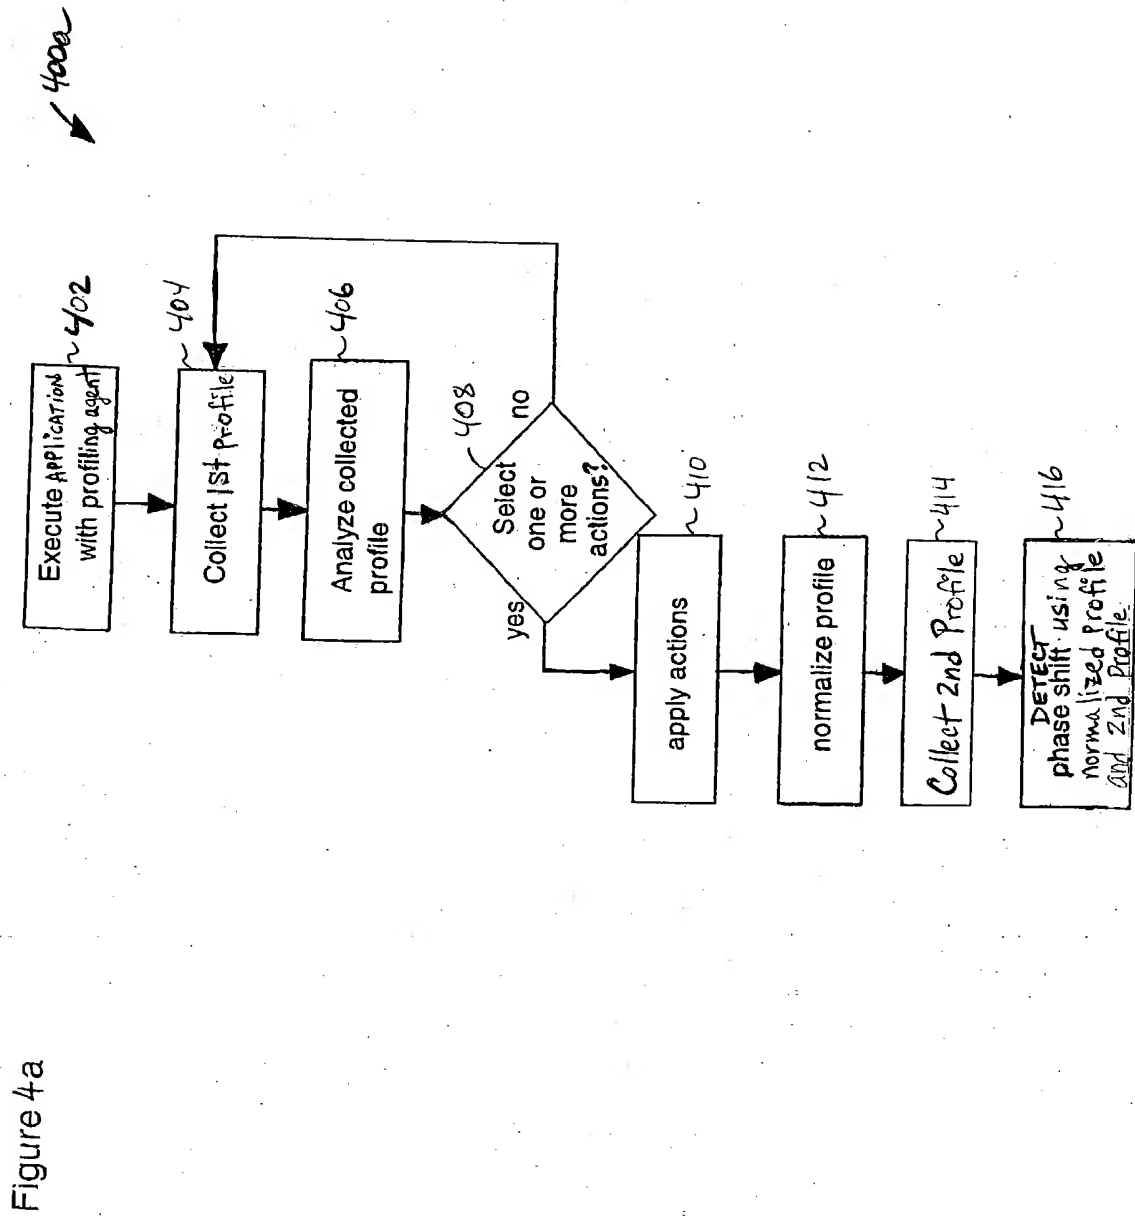 400a
Execute APPLICATION
with profiling agent
402
Collect 1st profile
404
Analyze collected
profile
406
Select
one or
more
actions?
408
no
yes
apply actions
410
normalize profile
412
Collect 2nd Profile
414
DETECT
phase shift using
normalized Profile
and 2nd Profile.
416
Figure 4a